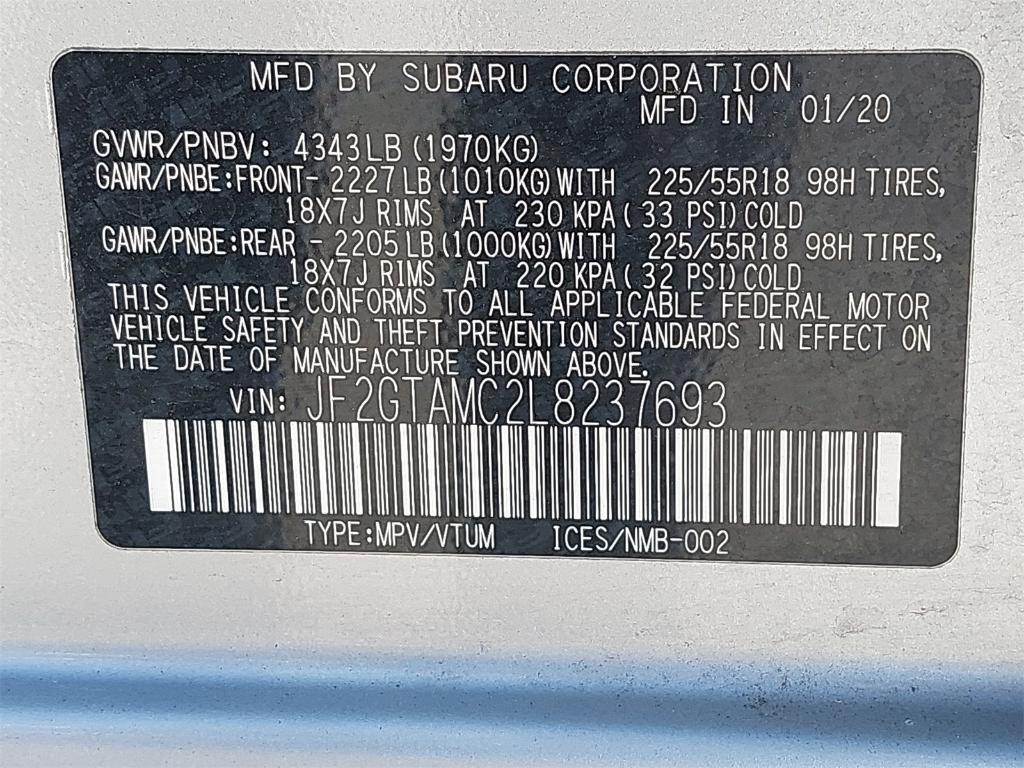 MFD BY SUBARU CORPORATION
MFD IN 01/20
GVWR/PNBV: 4343LB (1970KG)
GAWR/PNBE:FRONT- 2227LB(1010KG)WITH 225/55R18 98H TIRES,
18X7J RIMS AT 230 KPA( 33 PSI)COLD
GAWR/PNBE:REAR - 2205LB(1000KG)WITH 225/55R18 98H TIRES,
18X7J RIMS AT 220 KPA( 32 PSI)COLD
THIS VEHICLE CONFORMS TO ALL APPLICABLE FEDERAL MOTOR
VEHICLE SAFETY AND THEFT PREVENTION STANDARDS IN EFFECT ON
THE DATE OF MANUFACTURE SHOWN ABOVE.
VIN: JF2GTAMC2L8237693
TYPE:MPV/VTUM ICES/NMB-002